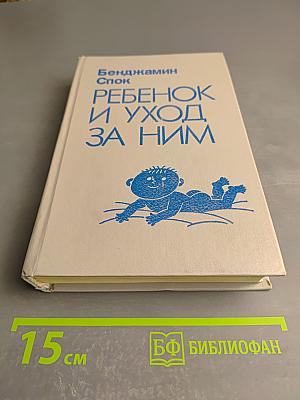 Бенджамин
Спок
РЕБЕНОК
И УХОД
ЗА НИМ
15 см
БФ БИБЛИОФАН